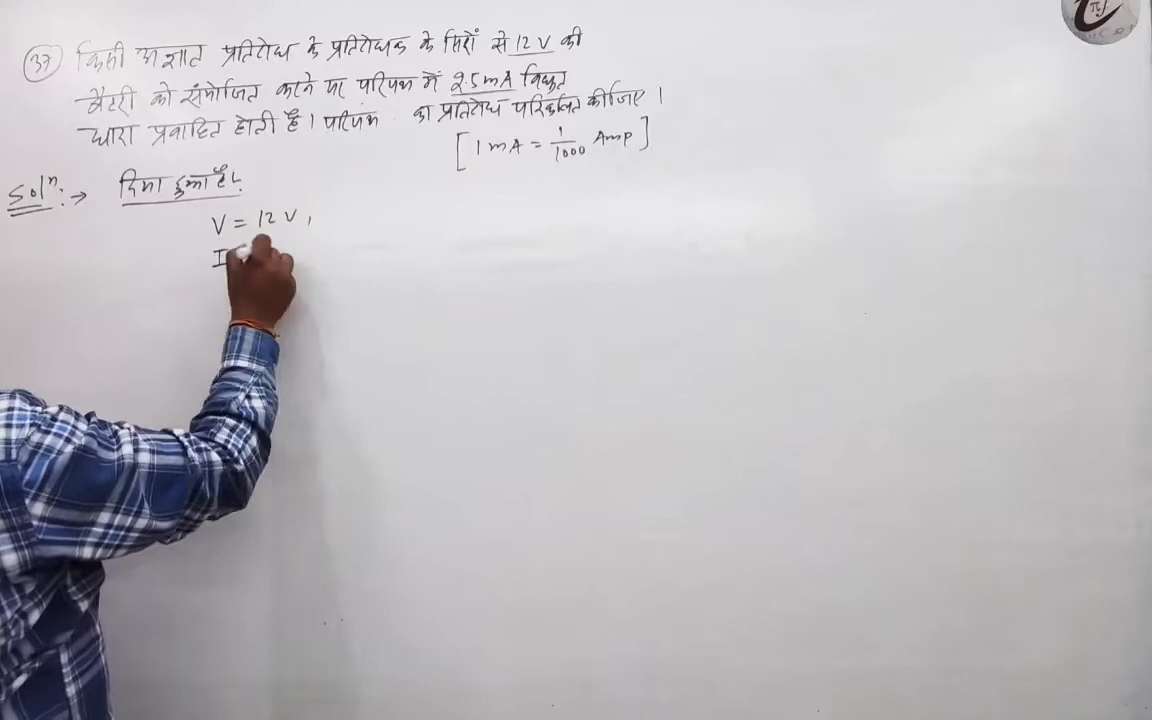 37 किसी अज्ञात प्रतिरोध के प्रतिरोधक के सिरों से 12 V की
बैटरी को संयोजित करने पर परिपथ में 2.5 mA विद्युत
धारा प्रवाहित होती है। परिपथ का प्रतिरोध परिकलित कीजिए।
[1 mA = 1/1000 Amp]
Solⁿ:→ दिया हुआ है।
V = 12 V,
I